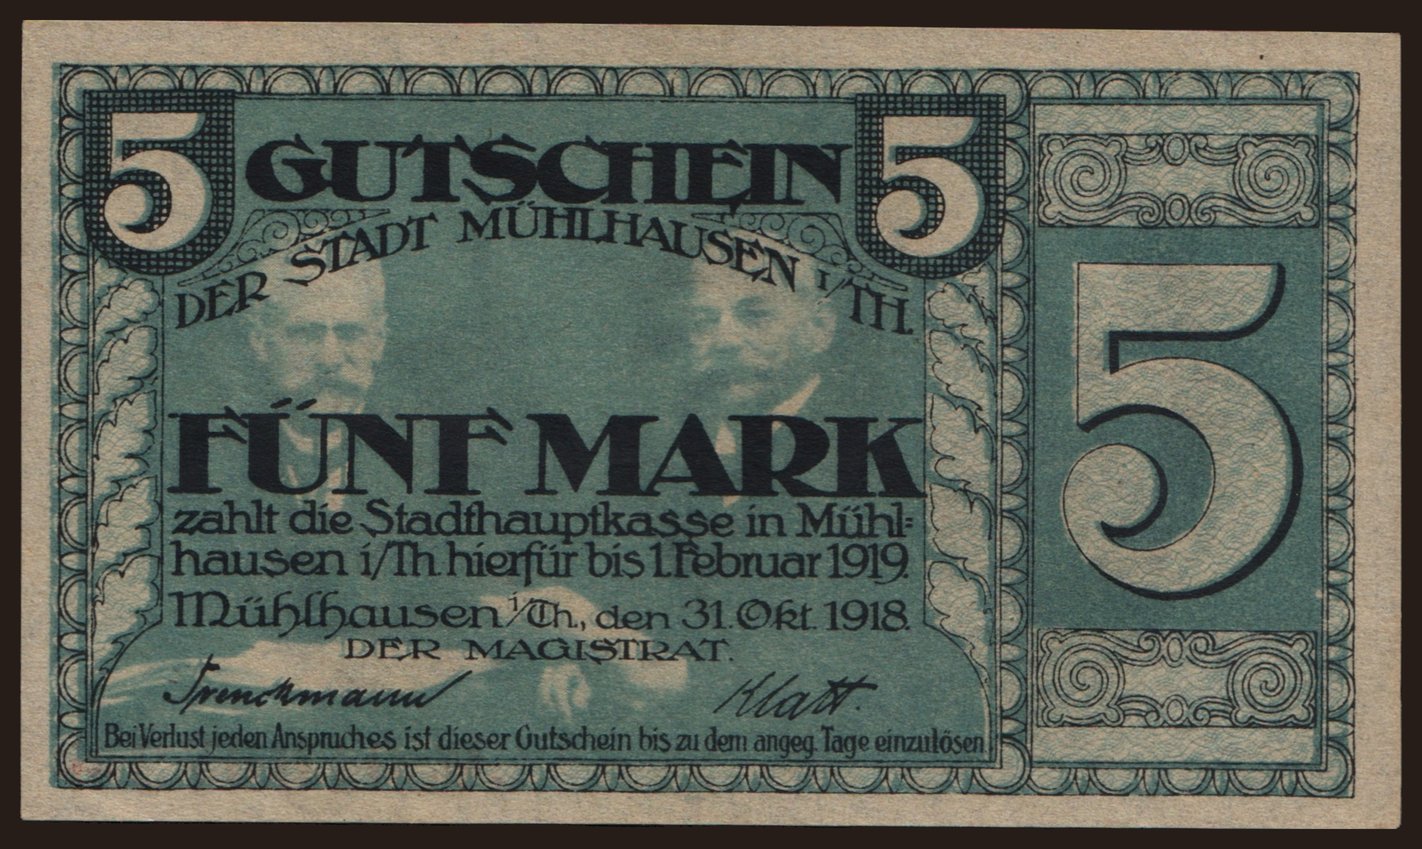 5 GUTSCHEIN 5
DER STADT MÜHLHAUSEN i/TH.
5
FÜNF MARK
zahlt die Stadthauptkasse in Mühl=
hausen i/Th. hierfür bis 1. Februar 1919.
Mühlhausen i/Th., den 31. Okt. 1918.
DER MAGISTRAT.
Trenckmann Klatt.
Bei Verlust jeden Anspruches ist dieser Gutschein bis zu dem angeg. Tage einzulösen